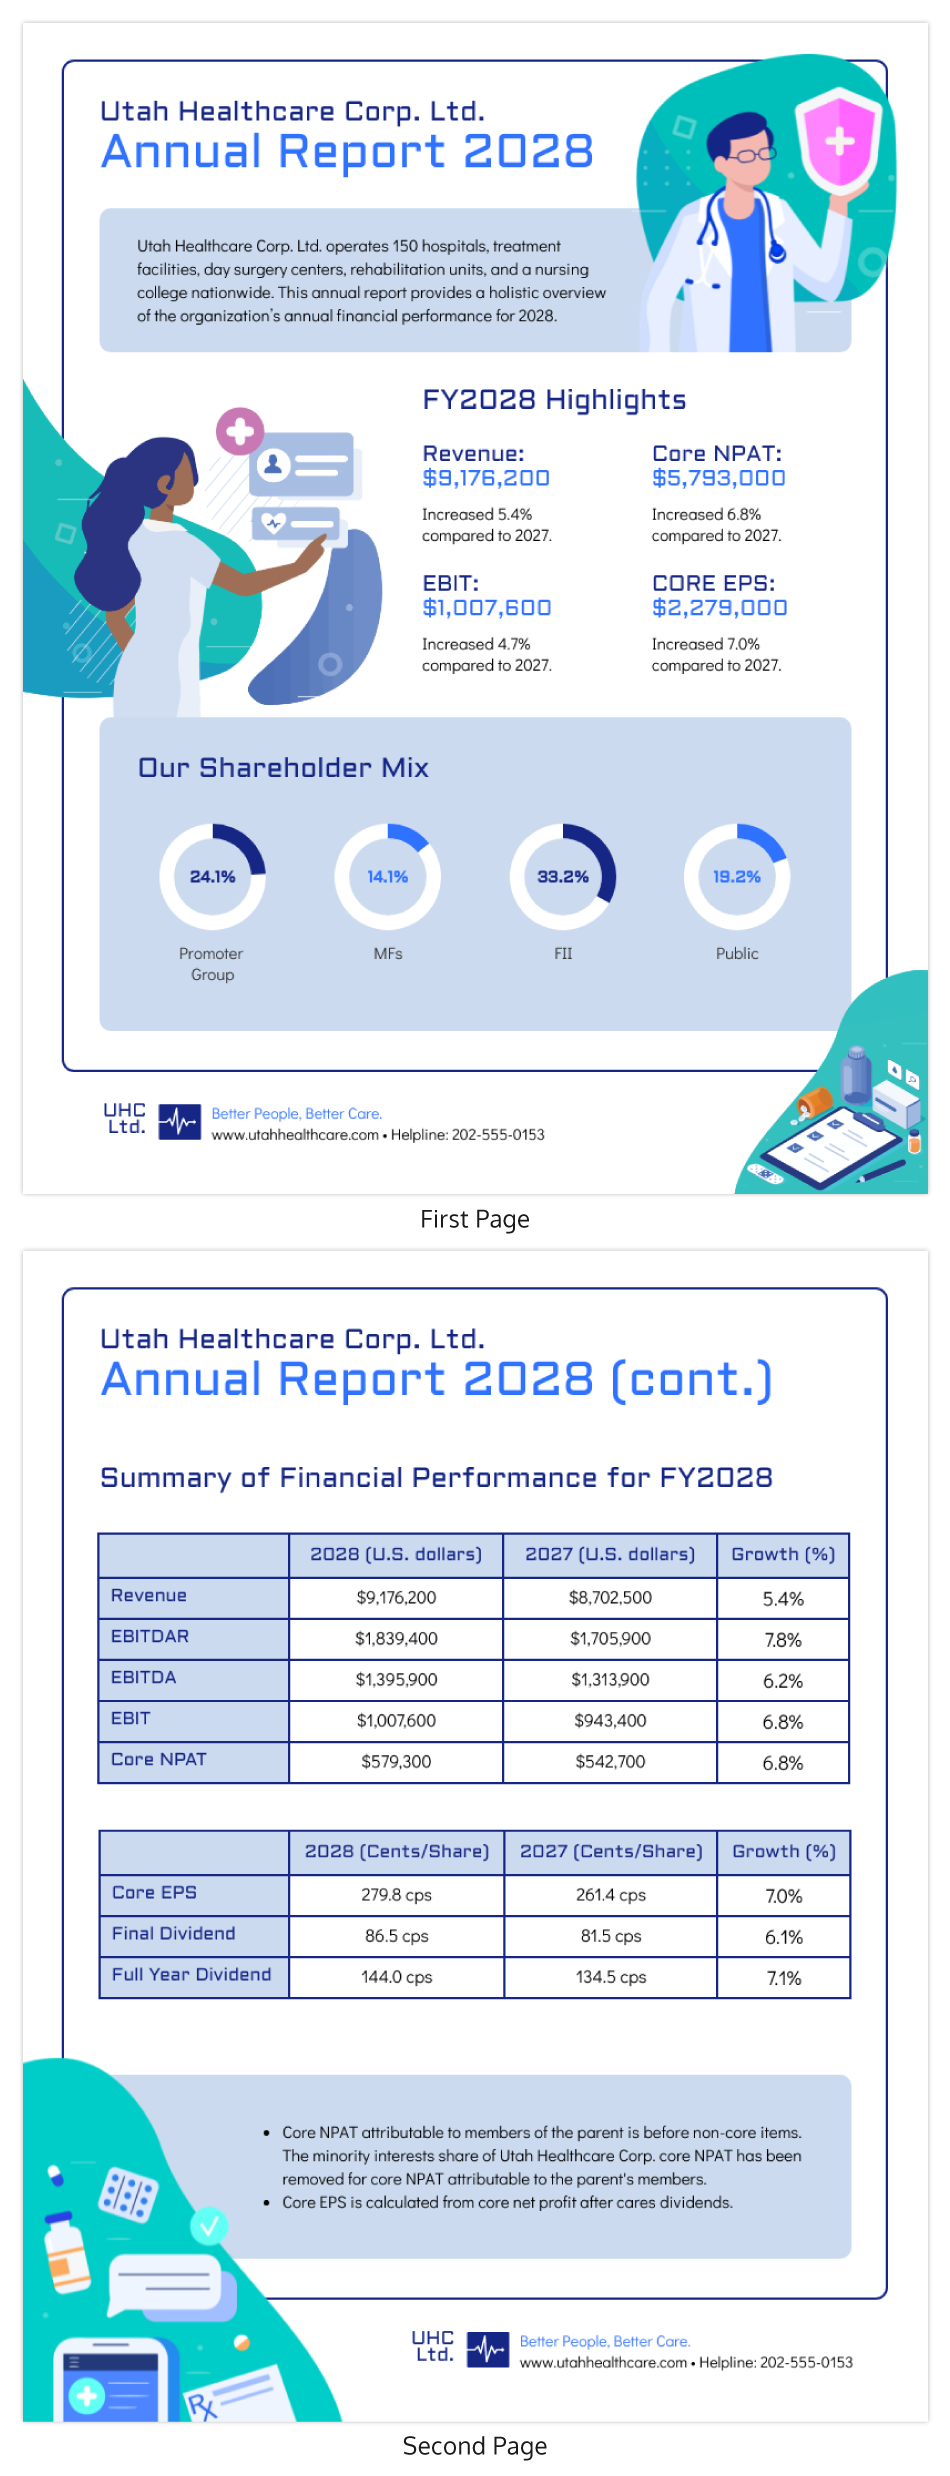 Utah Healthcare Corp. Ltd.
Annual Report 2028
Utah Healthcare Corp. Ltd. operates 150 hospitals, treatment
facilities, day surgery centers, rehabilitation units, and a nursing
college nationwide. This annual report provides a holistic overview
of the organization's annual financial performance for 2028.
FY2028 Highlights
Revenue:
$9,176,200
Increased 5.4%
compared to 2027.
Core NPAT:
$5,793,000
Increased 6.8%
compared to 2027.
EBIT:
$1,007,600
Increased 4.7%
compared to 2027.
CORE EPS:
$2,279,000
Increased 7.0%
compared to 2027.
Our Shareholder Mix
24.1% 14.1% 33.2% 19.2%
Promoter MFs FII Public
Group
UHC
Ltd.
Better People, Better Care.
www.utahhealthcare.com • Helpline: 202-555-0153
First Page
Utah Healthcare Corp. Ltd.
Annual Report 2028 (cont.)
Summary of Financial Performance for FY2028
2028 (U.S. dollars) 2027 (U.S. dollars) Growth (%)
Revenue $9,176,200 $8,702,500 5.4%
EBITDAR $1,839,400 $1,705,900 7.8%
EBITDA $1,395,900 $1,313,900 6.2%
EBIT $1,007,600 $943,400 6.8%
Core NPAT $579,300 $542,700 6.8%
2028 (Cents/Share) 2027 (Cents/Share) Growth (%)
Core EPS 279.8 cps 261.4 cps 7.0%
Final Dividend 86.5 cps 81.5 cps 6.1%
Full Year Dividend 144.0 cps 134.5 cps 7.1%
• Core NPAT attributable to members of the parent is before non-core items.
The minority interests share of Utah Healthcare Corp. core NPAT has been
removed for core NPAT attributable to the parent's members.
• Core EPS is calculated from core net profit after cares dividends.
Rx
UHC
Ltd.
Better People, Better Care.
www.utahhealthcare.com • Helpline: 202-555-0153
Second Page